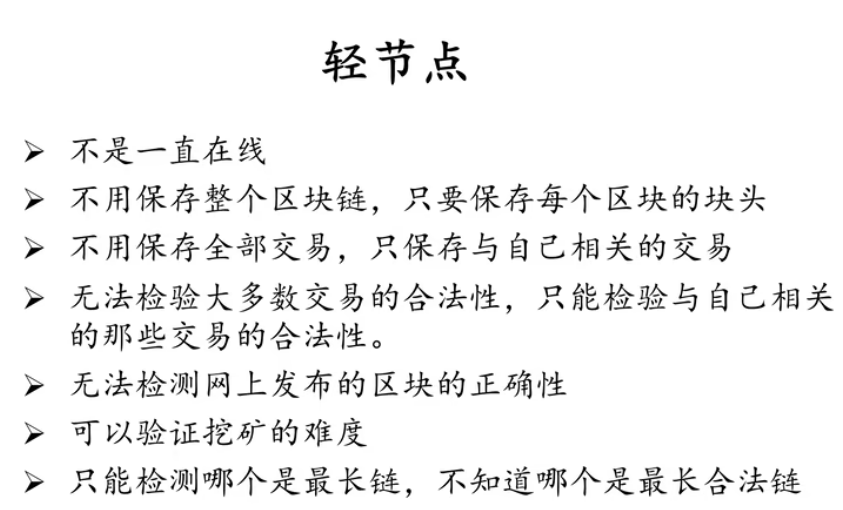 轻节点
➢ 不是一直在线
➢ 不用保存整个区块链，只要保存每个区块的块头
➢ 不用保存全部交易，只保存与自己相关的交易
➢ 无法检验大多数交易的合法性，只能检验与自己相关
的那些交易的合法性。
➢ 无法检测网上发布的区块的正确性
➢ 可以验证挖矿的难度
➢ 只能检测哪个是最长链，不知道哪个是最长合法链